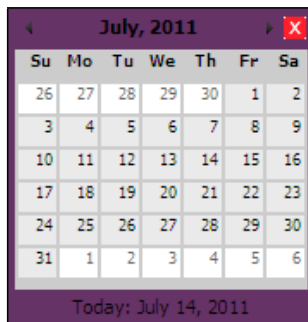 July, 2011 X
Su Mo Tu We Th Fr Sa
26 27 28 29 30 1 2
3 4 5 6 7 8 9
10 11 12 13 14 15 16
17 18 19 20 21 22 23
24 25 26 27 28 29 30
31 1 2 3 4 5 6
Today: July 14, 2011